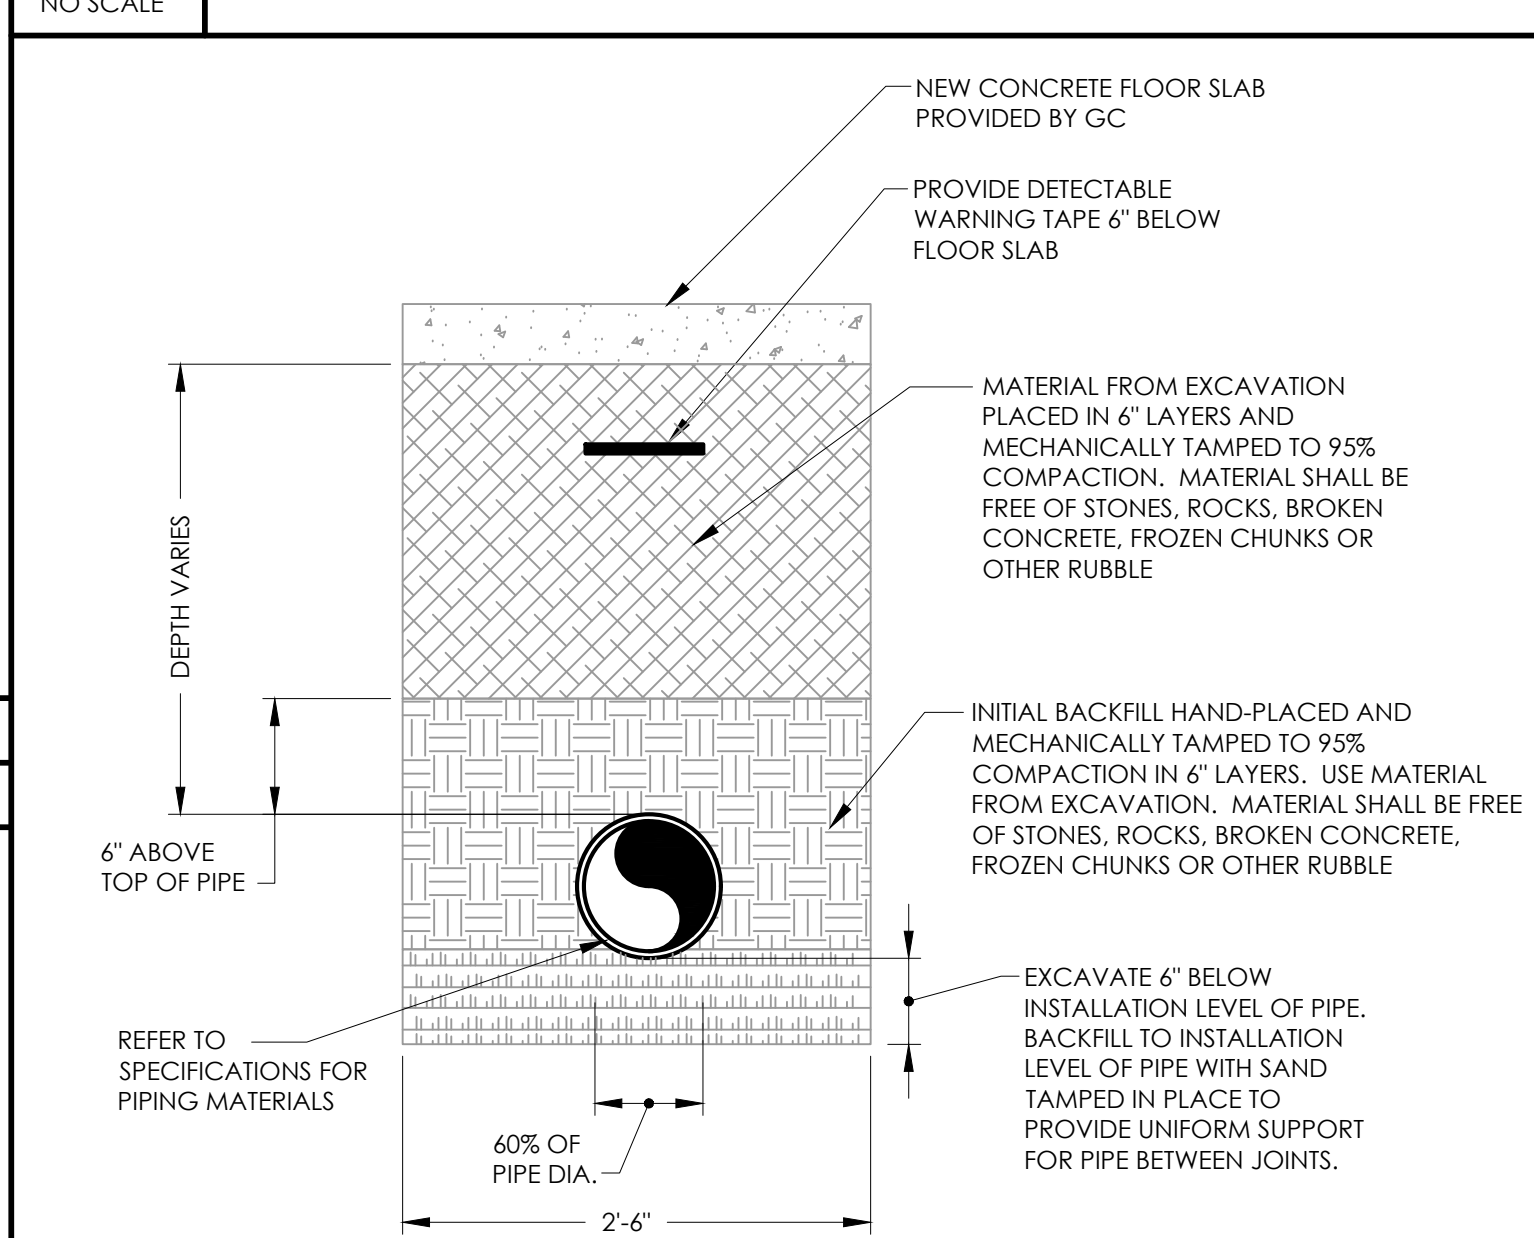 NO SCALE
NEW CONCRETE FLOOR SLAB
PROVIDED BY GC
PROVIDE DETECTABLE
WARNING TAPE 6" BELOW
FLOOR SLAB
MATERIAL FROM EXCAVATION
PLACED IN 6" LAYERS AND
MECHANICALLY TAMPED TO 95%
COMPACTION. MATERIAL SHALL BE
FREE OF STONES, ROCKS, BROKEN
CONCRETE, FROZEN CHUNKS OR
OTHER RUBBLE
DEPTH VARIES
INITIAL BACKFILL HAND-PLACED AND
MECHANICALLY TAMPED TO 95%
COMPACTION IN 6" LAYERS. USE MATERIAL
FROM EXCAVATION. MATERIAL SHALL BE FREE
OF STONES, ROCKS, BROKEN CONCRETE,
FROZEN CHUNKS OR OTHER RUBBLE
6" ABOVE
TOP OF PIPE
EXCAVATE 6" BELOW
INSTALLATION LEVEL OF PIPE.
BACKFILL TO INSTALLATION
LEVEL OF PIPE WITH SAND
TAMPED IN PLACE TO
PROVIDE UNIFORM SUPPORT
FOR PIPE BETWEEN JOINTS.
REFER TO
SPECIFICATIONS FOR
PIPING MATERIALS
60% OF
PIPE DIA.
2'-6"